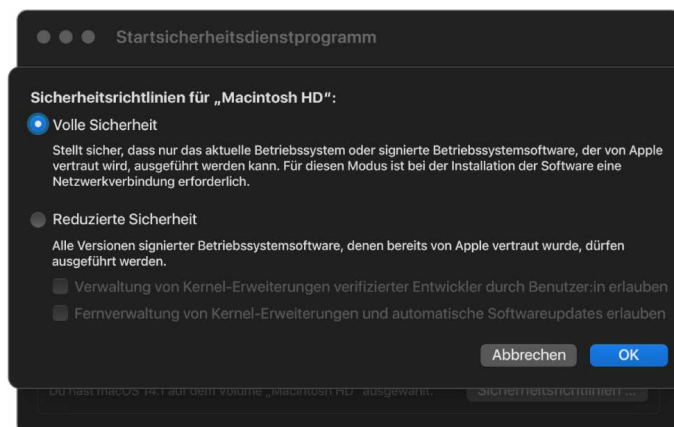 Startsicherheitsdienstprogramm
Sicherheitsrichtlinien für „Macintosh HD“:
Volle Sicherheit
Stellt sicher, dass nur das aktuelle Betriebssystem oder signierte Betriebssystemsoftware, der von Apple
vertraut wird, ausgeführt werden kann. Für diesen Modus ist bei der Installation der Software eine
Netzwerkverbindung erforderlich.
Reduzierte Sicherheit
Alle Versionen signierter Betriebssystemsoftware, denen bereits von Apple vertraut wurde, dürfen
ausgeführt werden.
Verwaltung von Kernel-Erweiterungen verifizierter Entwickler durch Benutzer:in erlauben
Fernverwaltung von Kernel-Erweiterungen und automatische Softwareupdates erlauben
Abbrechen OK
Du hast macOS 14.1 auf dem Volume „Macintosh HD“ ausgewählt. Sicherheitsrichtlinien ...